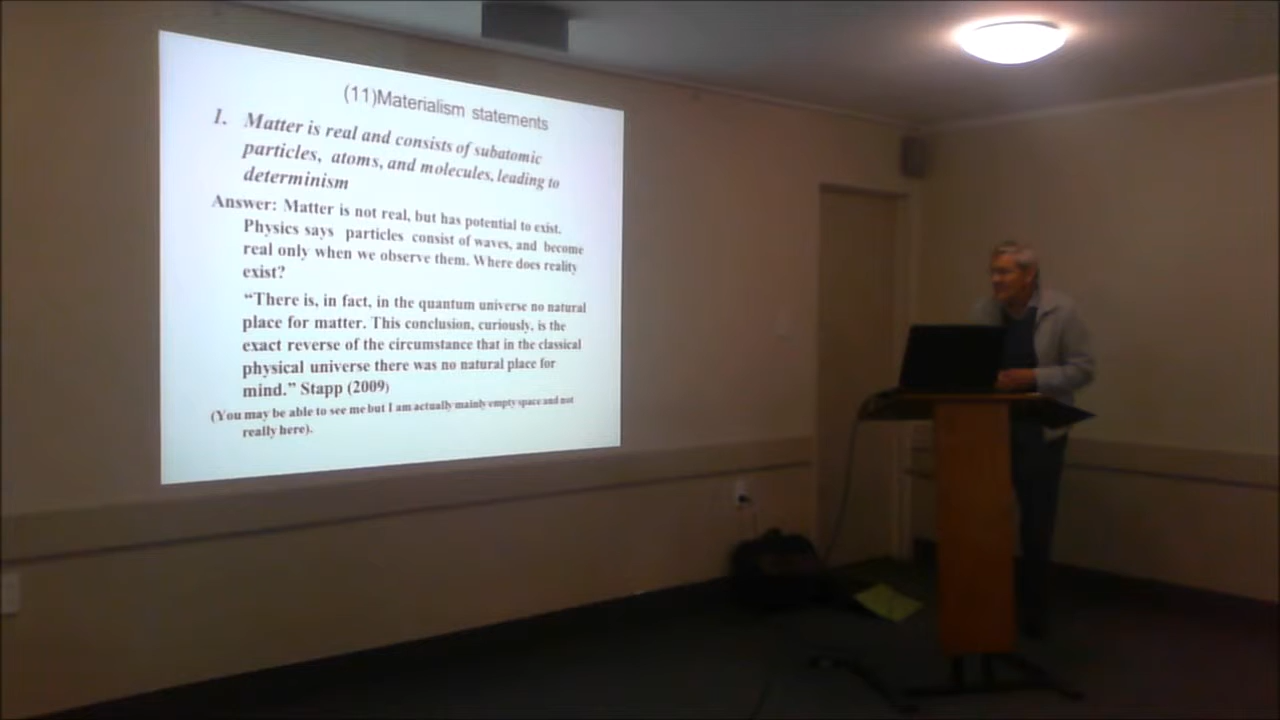 (11)Materialism statements
1. Matter is real and consists of subatomic
particles, atoms, and molecules, leading to
determinism
Answer: Matter is not real, but has potential to exist.
Physics says particles consist of waves, and become
real only when we observe them. Where does reality
exist?
“There is, in fact, in the quantum universe no natural
place for matter. This conclusion, curiously, is the
exact reverse of the circumstance that in the classical
physical universe there was no natural place for
mind.” Stapp (2009)
(You may be able to see me but I am actually mainly empty space and not
really here).